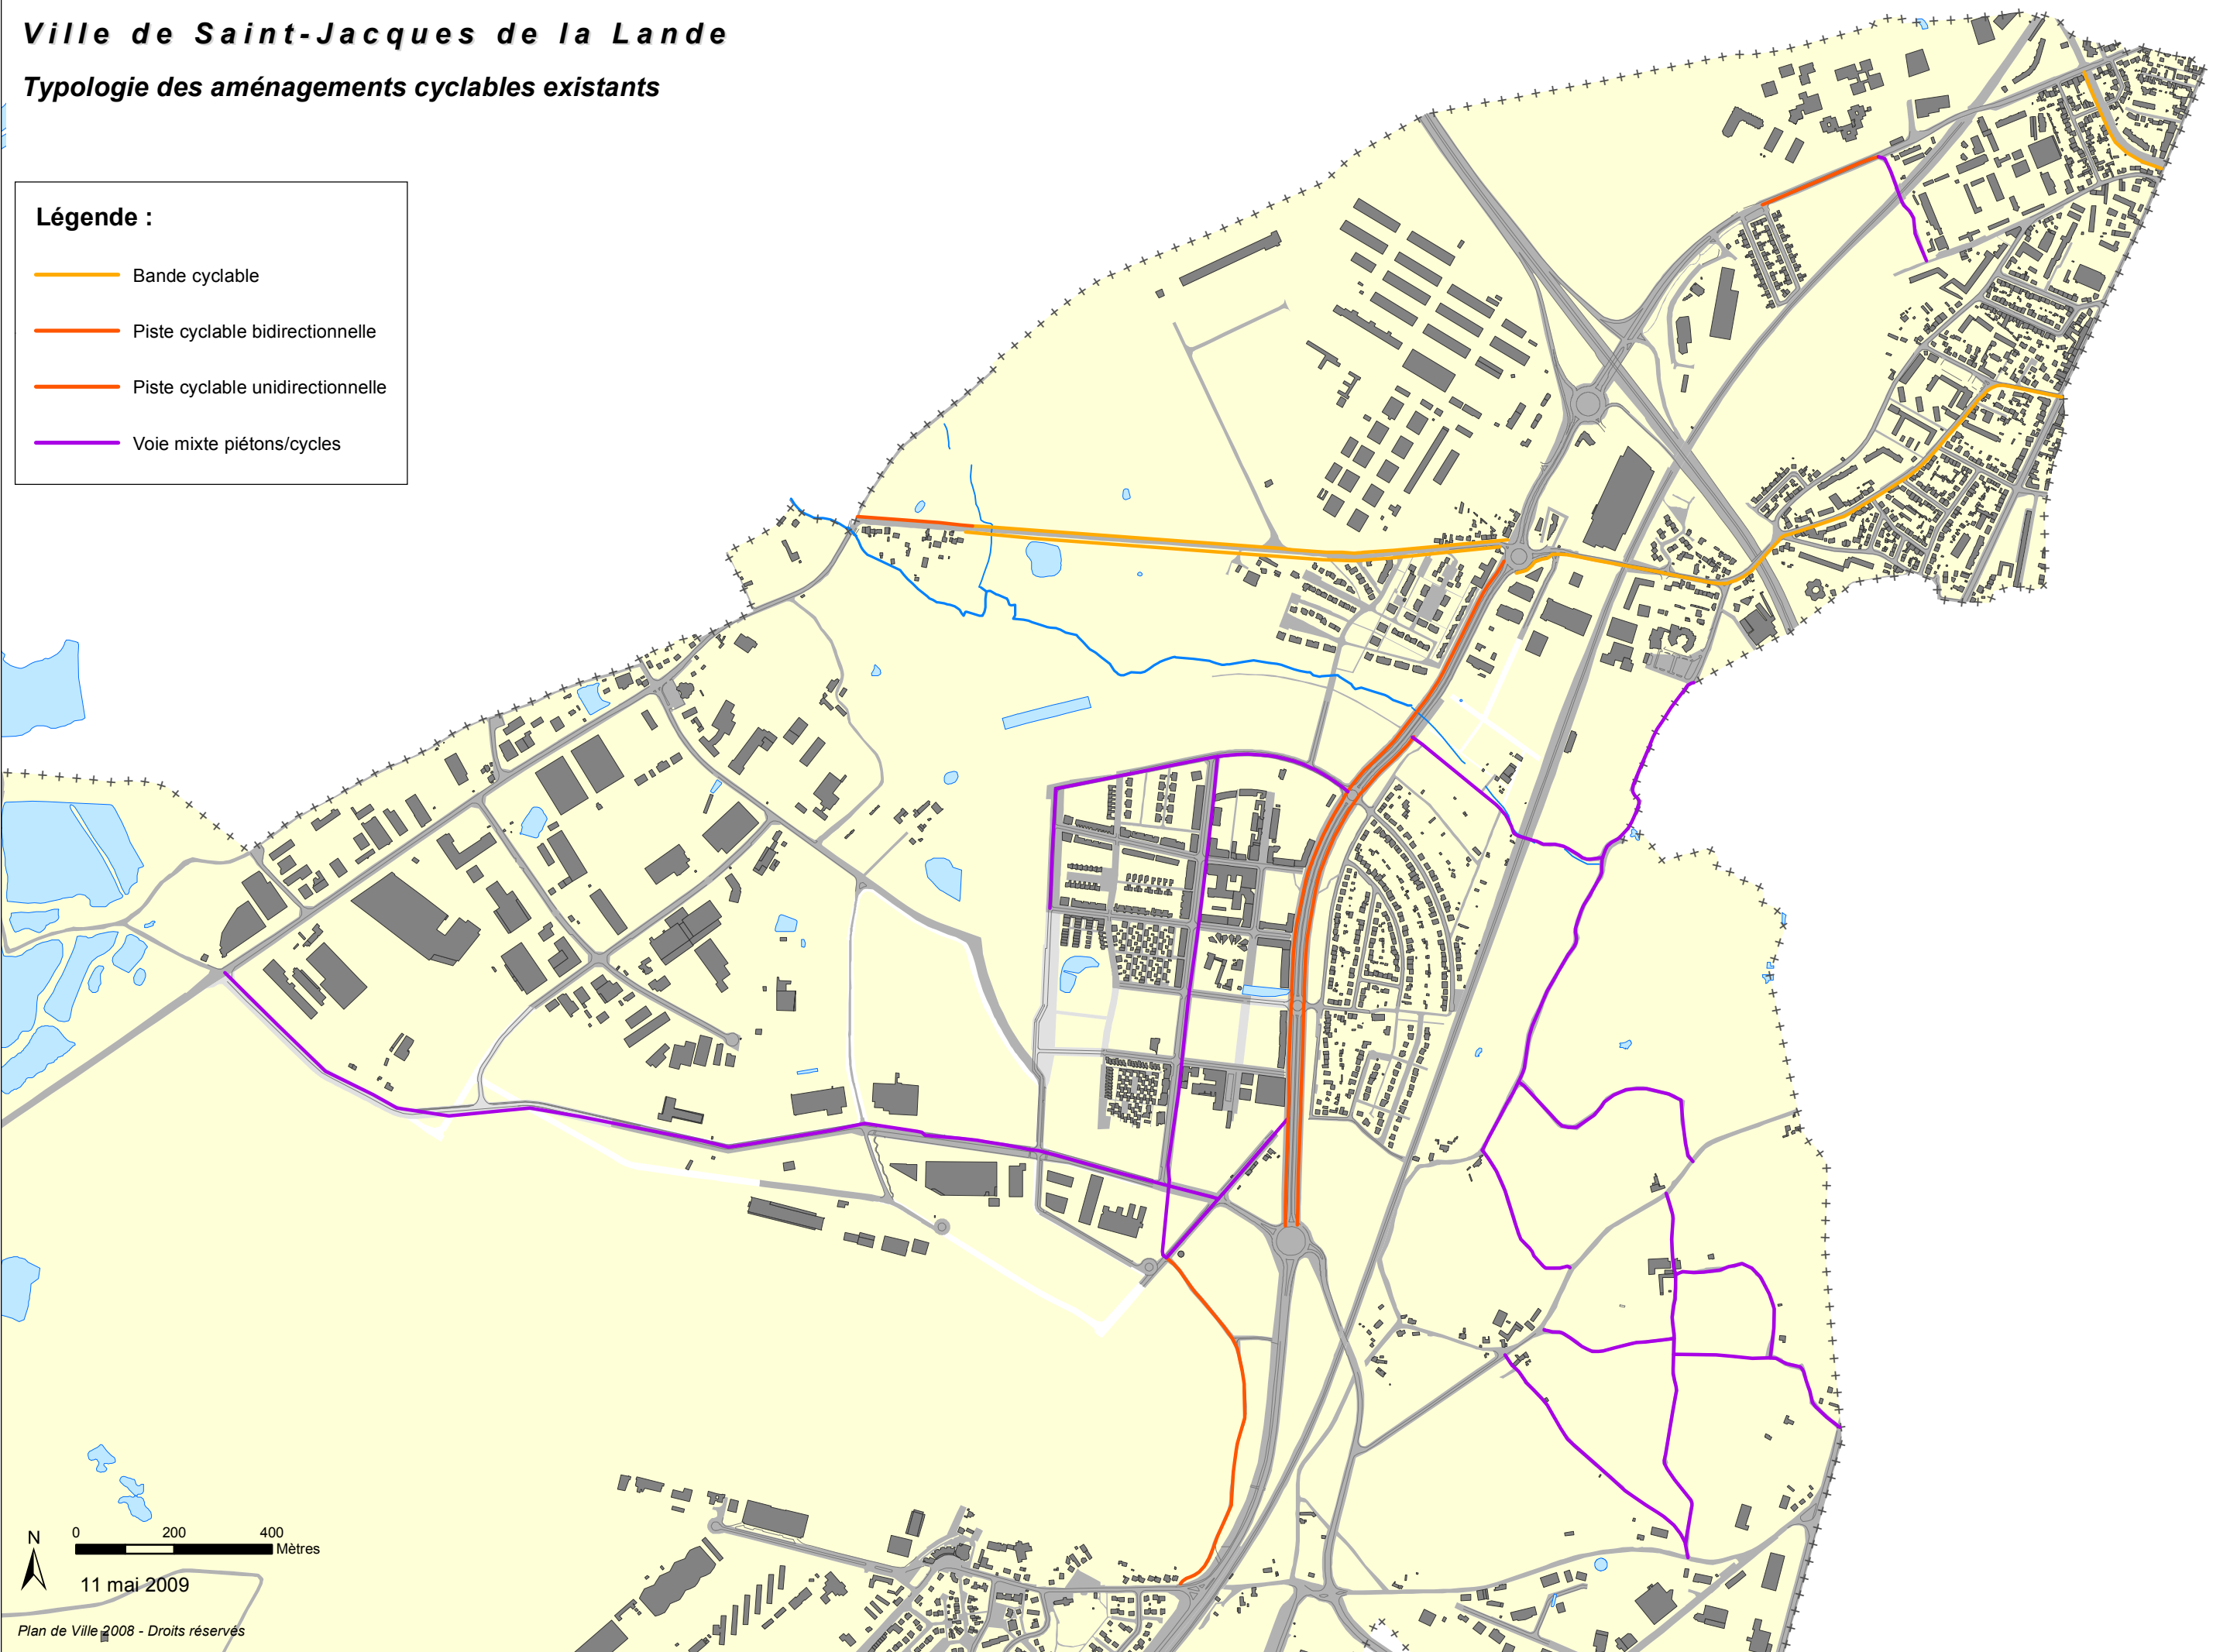 Ville de Saint-Jacques de la Lande
Typologie des aménagements cyclables existants
Légende :
Bande cyclable
Piste cyclable bidirectionnelle
Piste cyclable unidirectionnelle
Voie mixte piétons/cycles
N
0 200 400
Mètres
11 mai 2009
Plan de Ville 2008 - Droits réservés